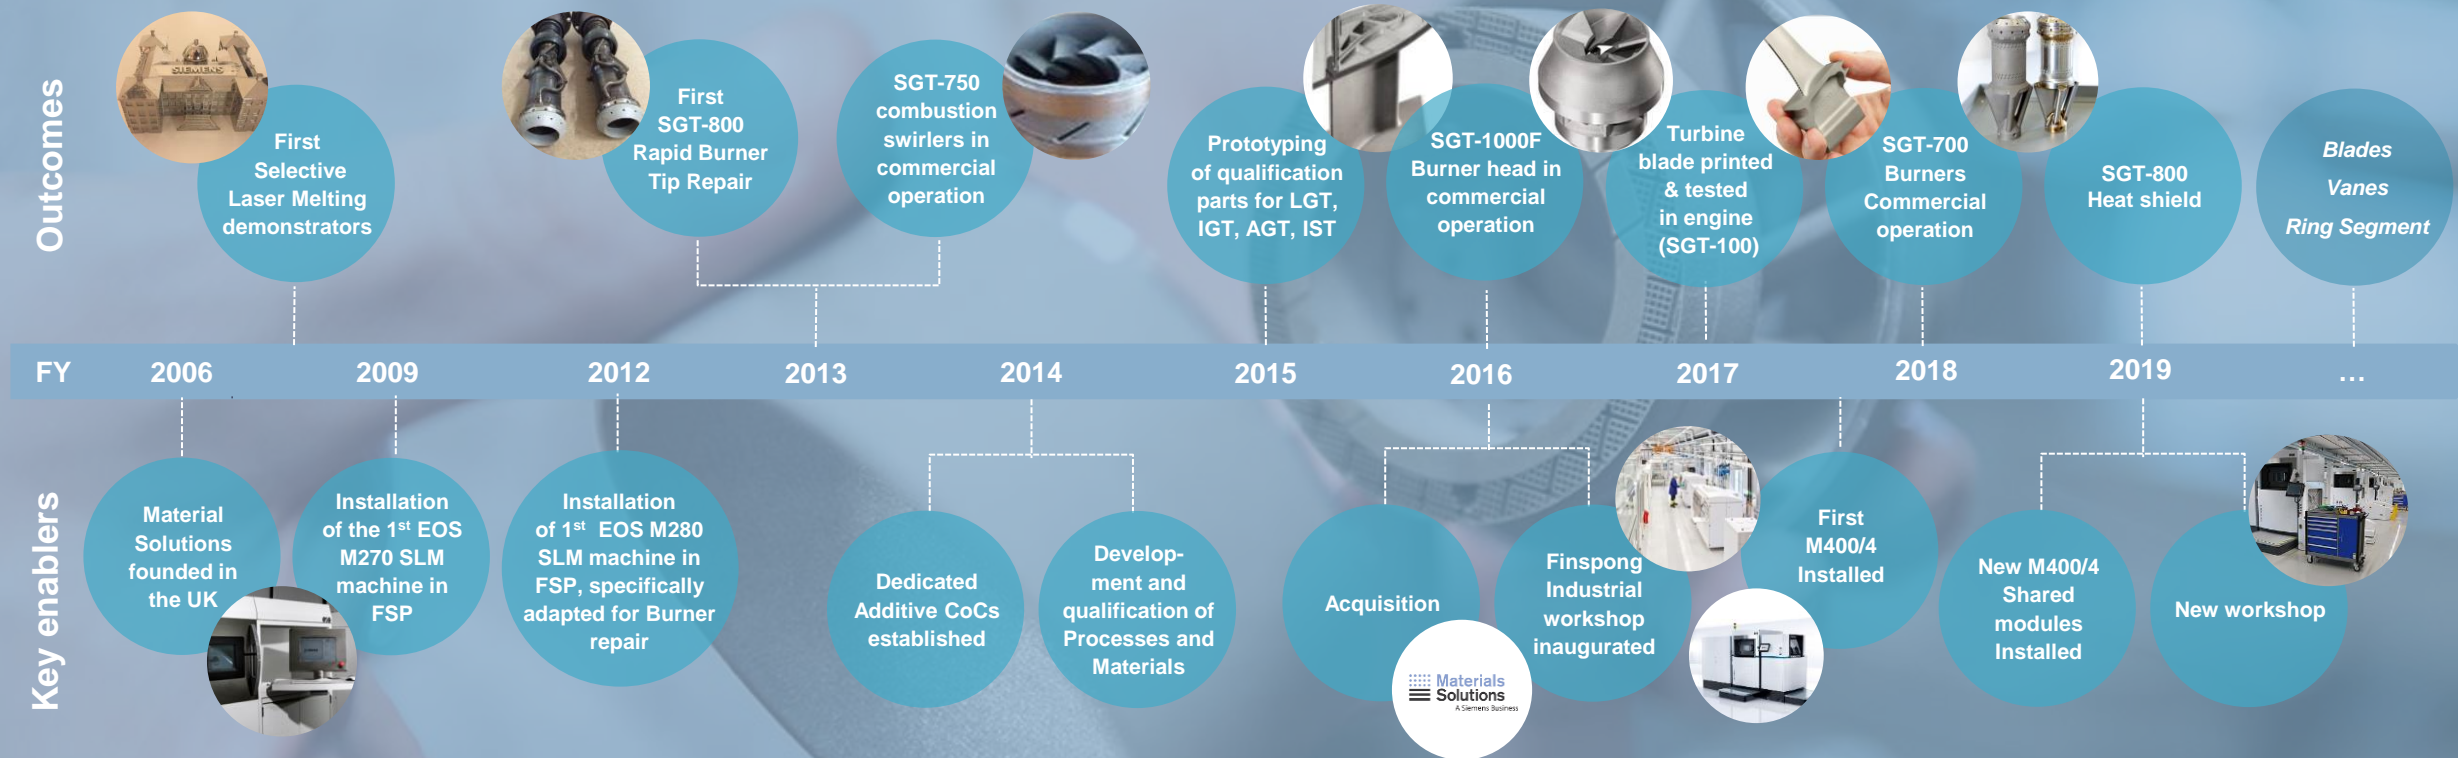 Outcomes
SIEMENS
First
Selective
Laser Melting
demonstrators
First
SGT-800
Rapid Burner
Tip Repair
SGT-750
combustion
swirlers in
commercial
operation
Prototyping
of qualification
parts for LGT,
IGT, AGT, IST
SGT-1000F
Burner head in
commercial
operation
Turbine
blade printed
& tested
in engine
(SGT-100)
SGT-700
Burners
Commercial
operation
SGT-800
Heat shield
Blades
Vanes
Ring Segment
FY 2006 2009 2012 2013 2014 2015 2016 2017 2018 2019 ...
Key enablers
Material
Solutions
founded in
the UK
Installation
of the 1st EOS
M270 SLM
machine in
FSP
Installation
of 1st EOS M280
SLM machine in
FSP, specifically
adapted for Burner
repair
Dedicated
Additive CoCs
established
Develop-
ment and
qualification of
Processes and
Materials
Acquisition
Materials
Solutions
A Siemens Business
Finspong
Industrial
workshop
inaugurated
First
M400/4
Installed
New M400/4
Shared
modules
Installed
New workshop